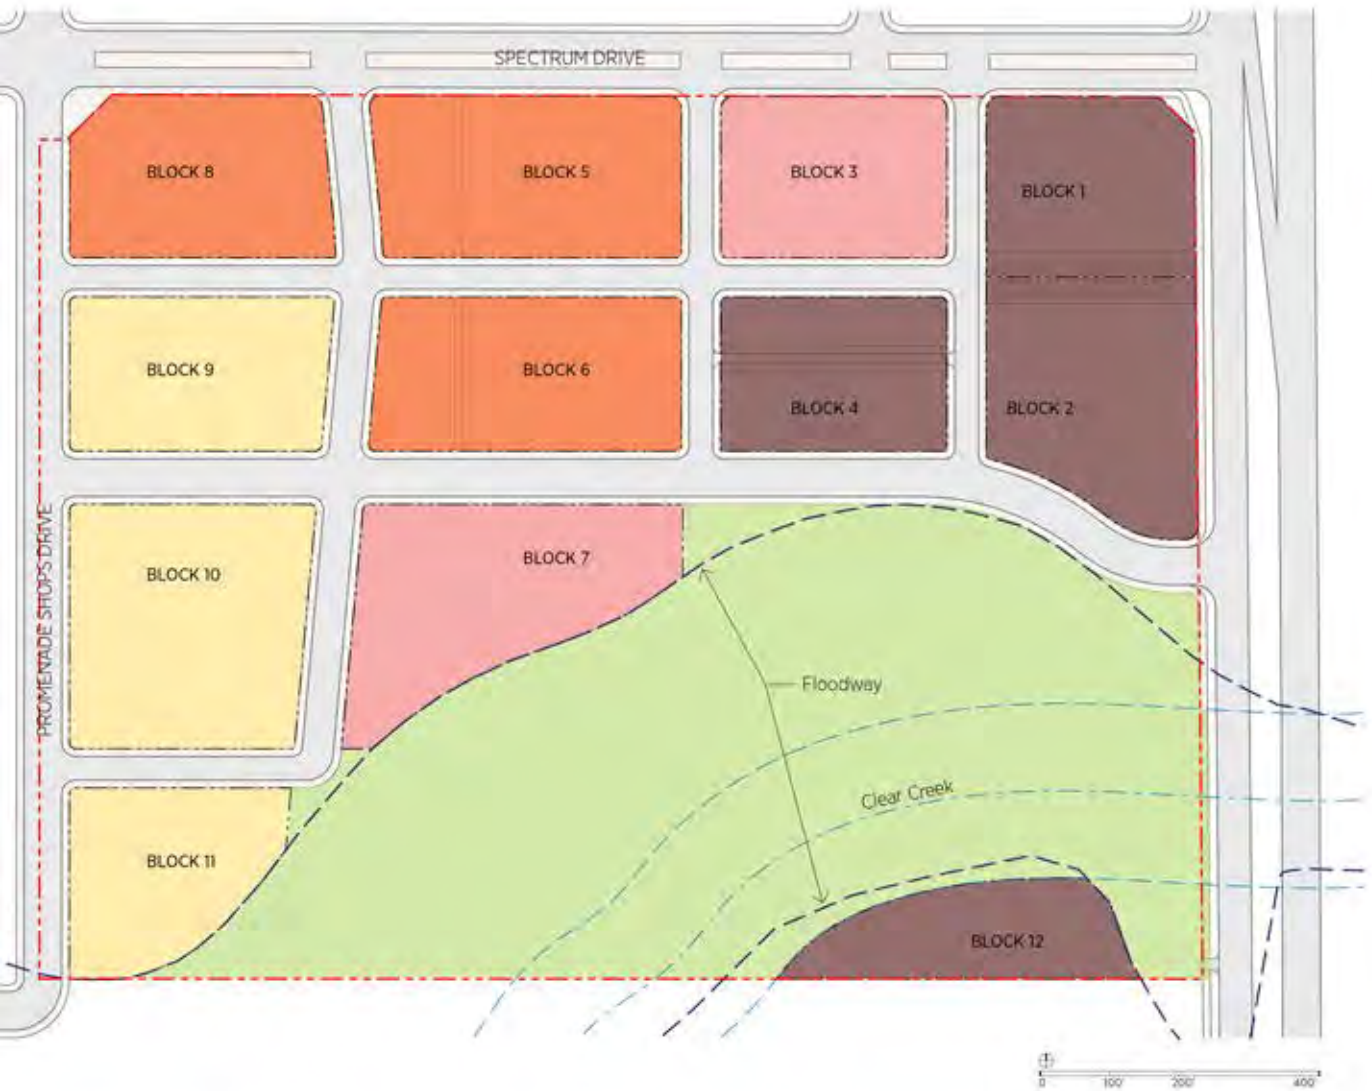 SPECTRUM DRIVE
BLOCK 8
BLOCK 5
BLOCK 3
BLOCK 1
BLOCK 9
BLOCK 6
BLOCK 4
BLOCK 2
PROMENADE SHOPS DRIVE
BLOCK 10
BLOCK 7
Floodway
Clear Creek
BLOCK 11
BLOCK 12
0 100' 200' 400'